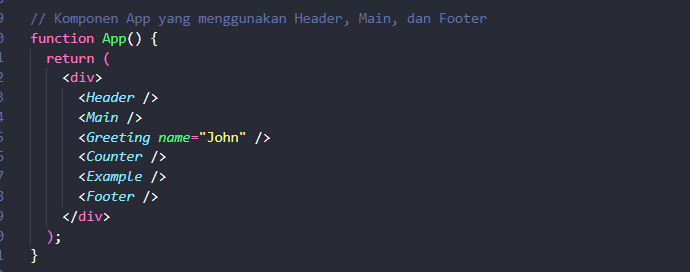 // Komponen App yang menggunakan Header, Main, dan Footer
function App() {
return (
<div>
<Header />
<Main />
<Greeting name="John" />
<Counter />
<Example />
<Footer />
</div>
);
}